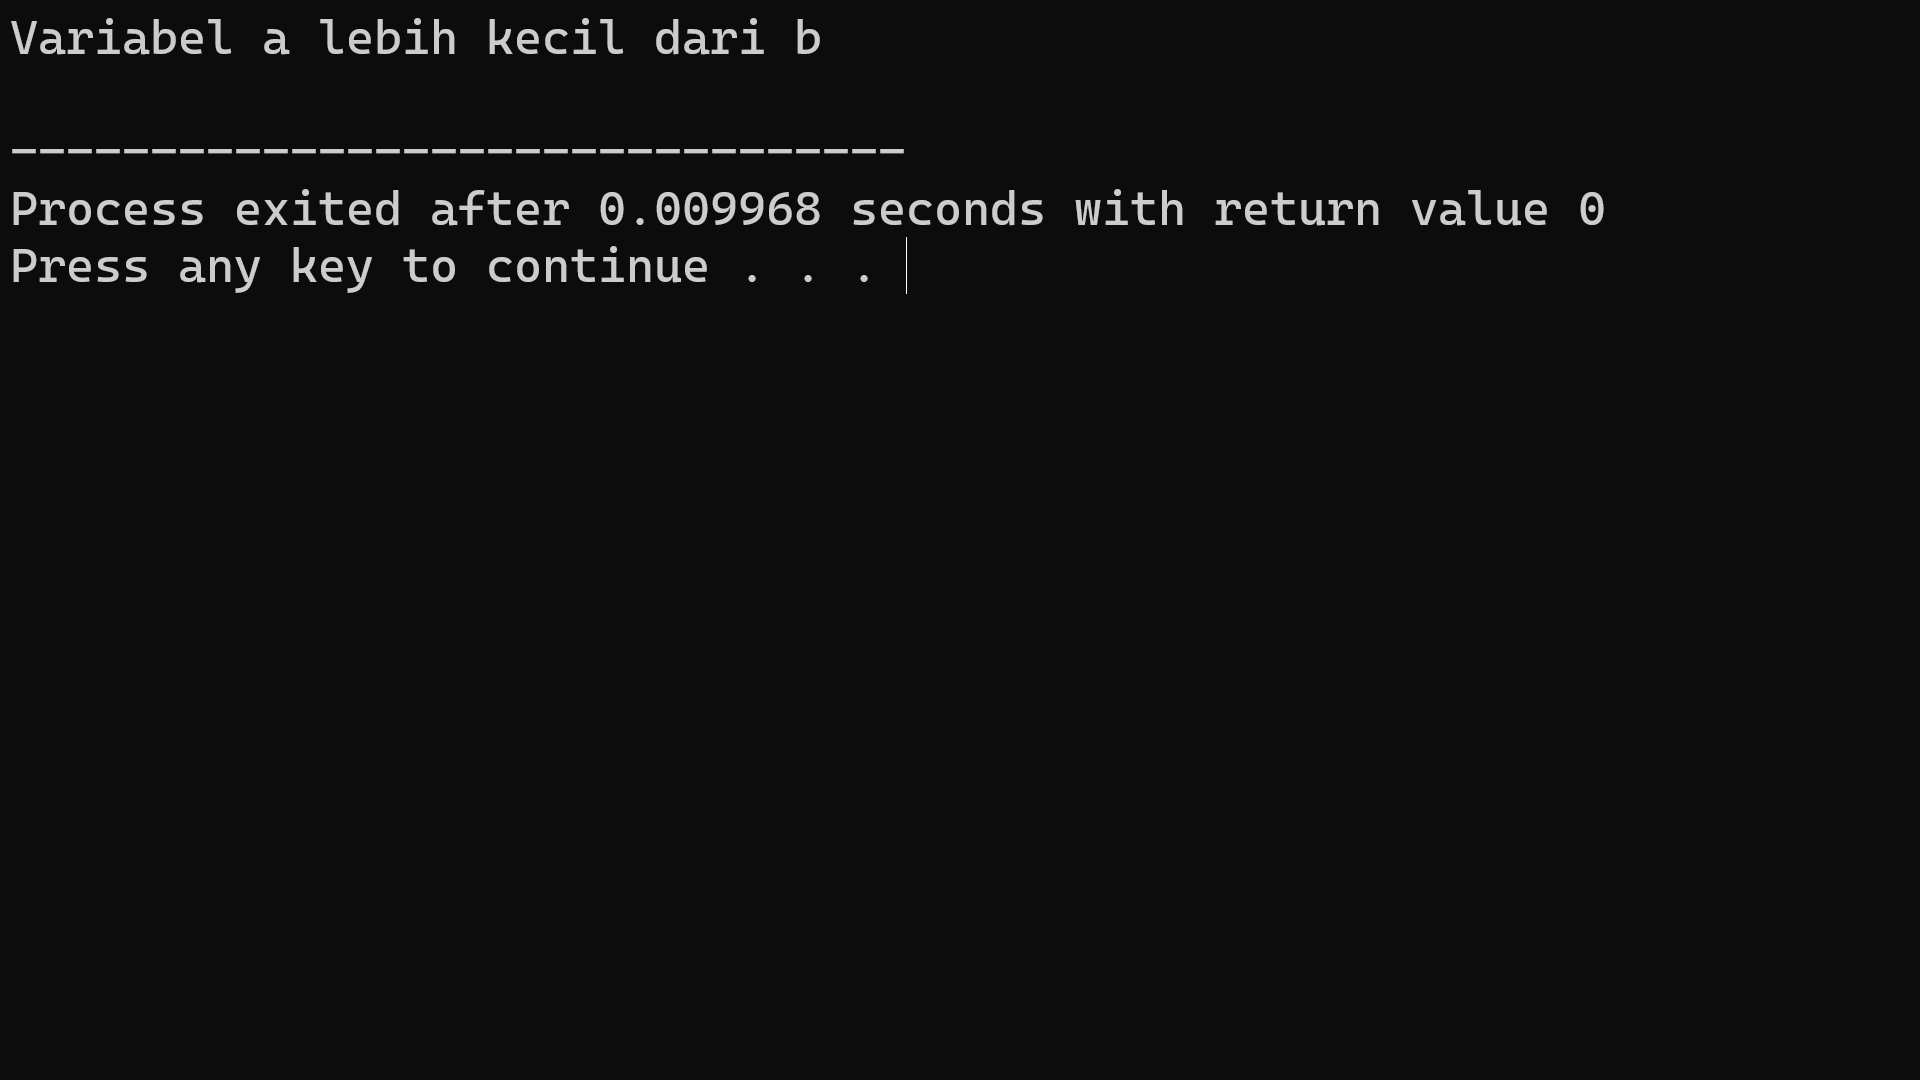 Variabel a lebih kecil dari b
--------------------------------
Process exited after 0.009968 seconds with return value 0
Press any key to continue . . .